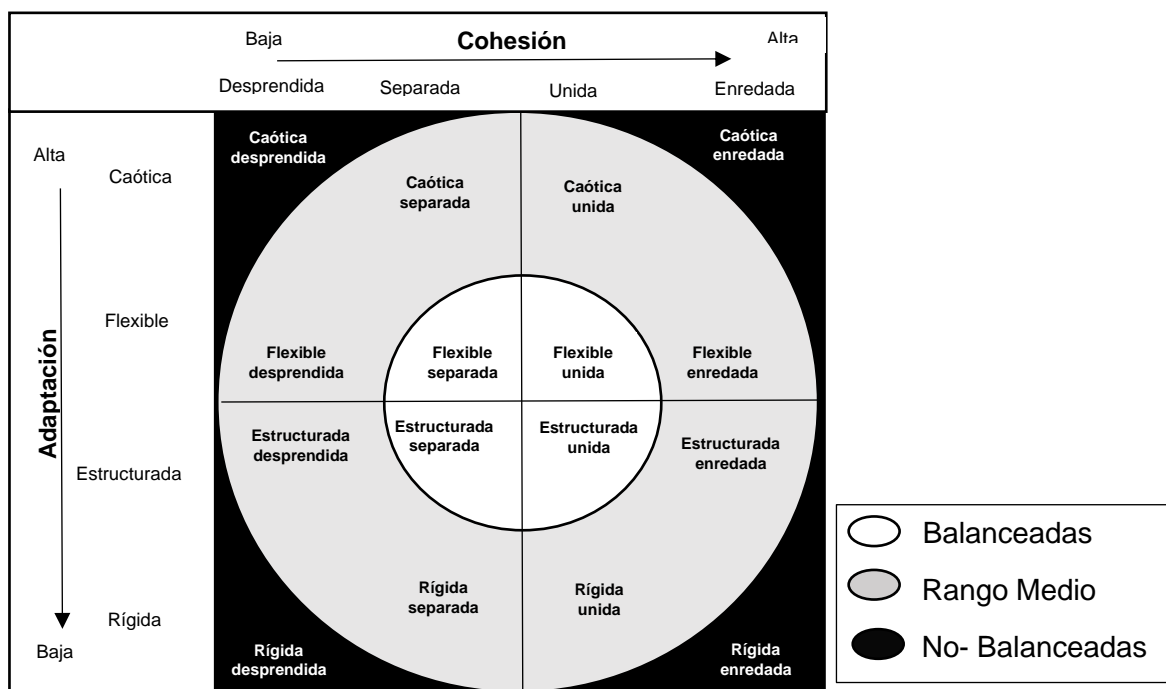 Baja Cohesión Alta
Desprendida Separada Unida Enredada
Alta
Caótica
Flexible
Adaptación
Estructurada
Rígida
Baja
Caótica
desprendida
Caótica
enredada
Caótica
separada
Caótica
unida
Flexible
desprendida
Flexible
separada
Flexible
unida
Flexible
enredada
Estructurada
desprendida
Estructurada
separada
Estructurada
unida
Estructurada
enredada
Rígida
separada
Rígida
unida
Rígida
desprendida
Rígida
enredada
Balanceadas
Rango Medio
No- Balanceadas